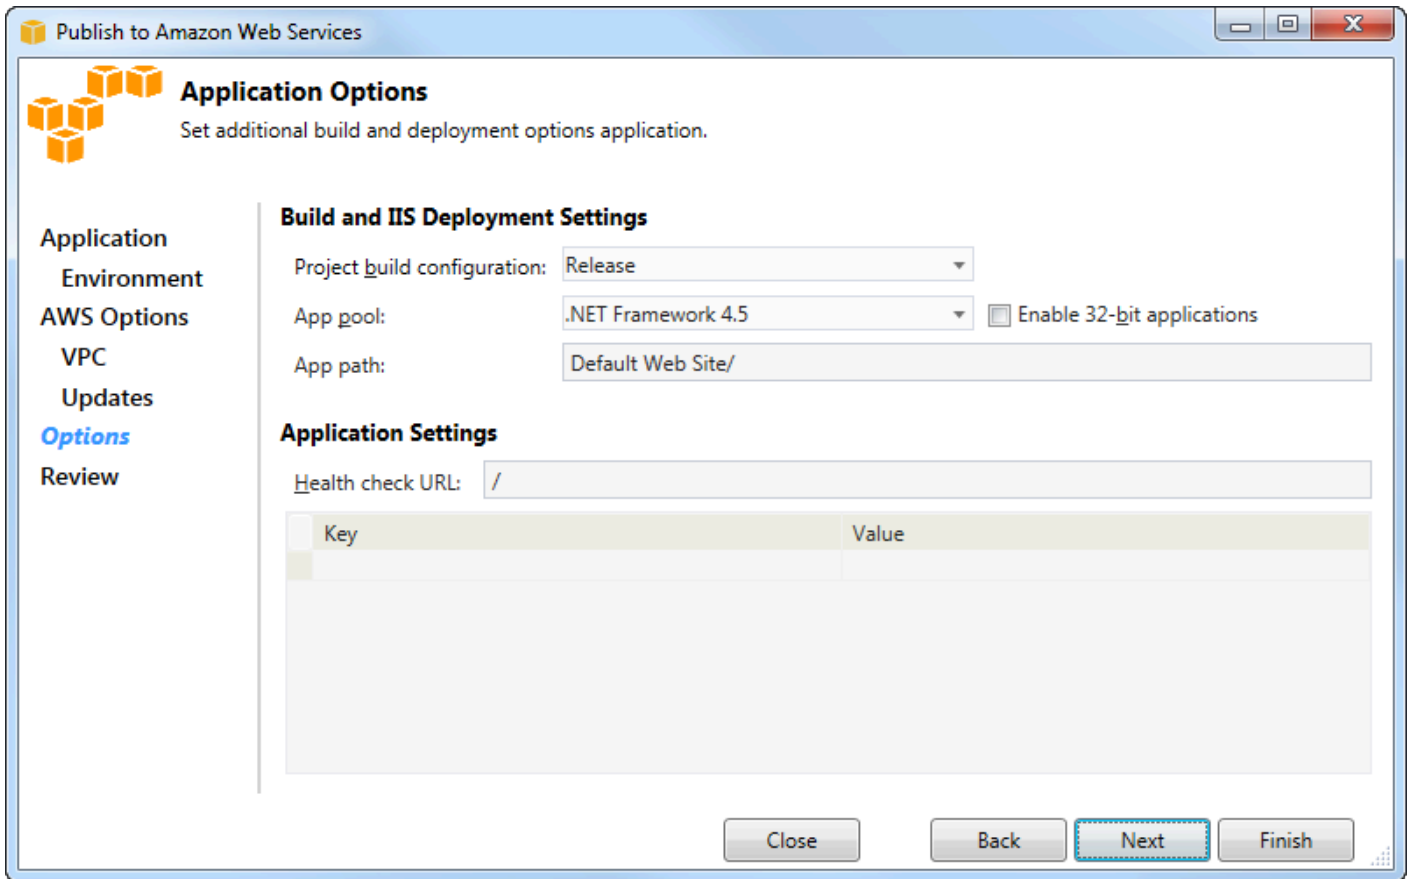 Publish to Amazon Web Services
Application Options
Set additional build and deployment options application.
Application
Environment
AWS Options
VPC
Updates
Options
Review
Build and IIS Deployment Settings
Project build configuration: Release
App pool: .NET Framework 4.5 Enable 32-bit applications
App path: Default Web Site/
Application Settings
Health check URL: /
Key Value
Close Back Next Finish